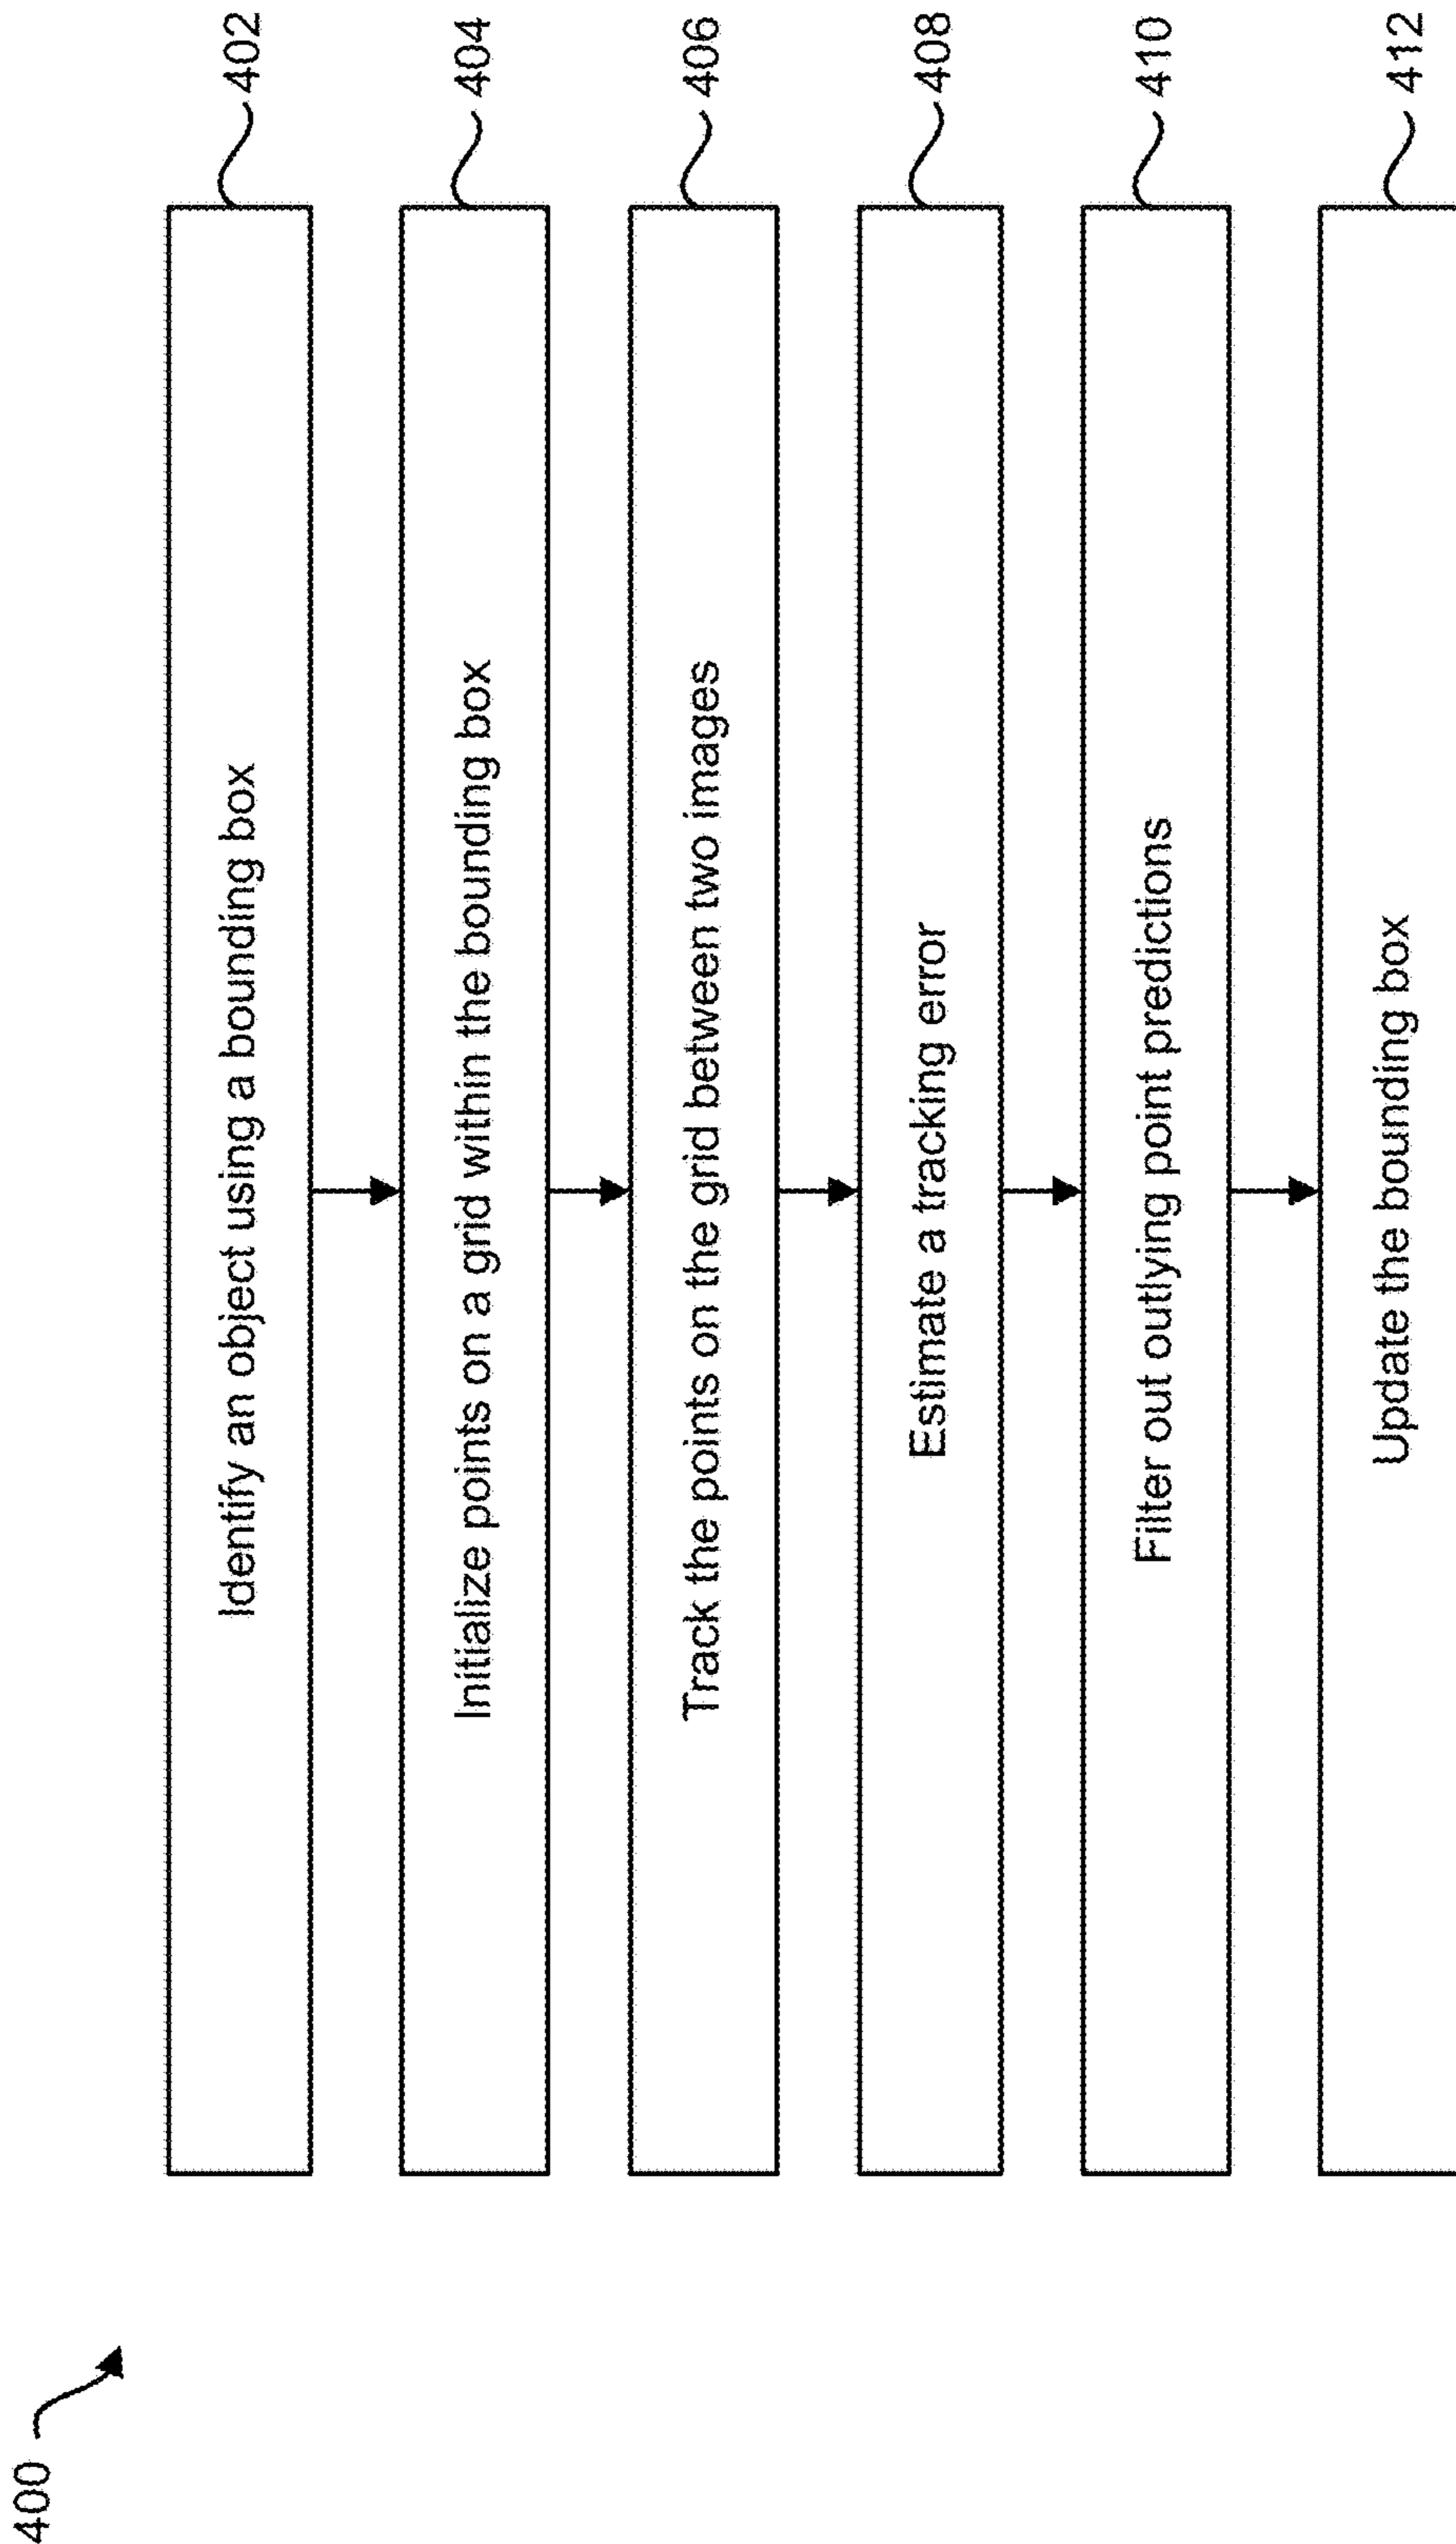 400
Identify an object using a bounding box
402
Initialize points on a grid within the bounding box
404
Track the points on the grid between two images
406
Estimate a tracking error
408
Filter out outlying point predictions
410
Update the bounding box
412